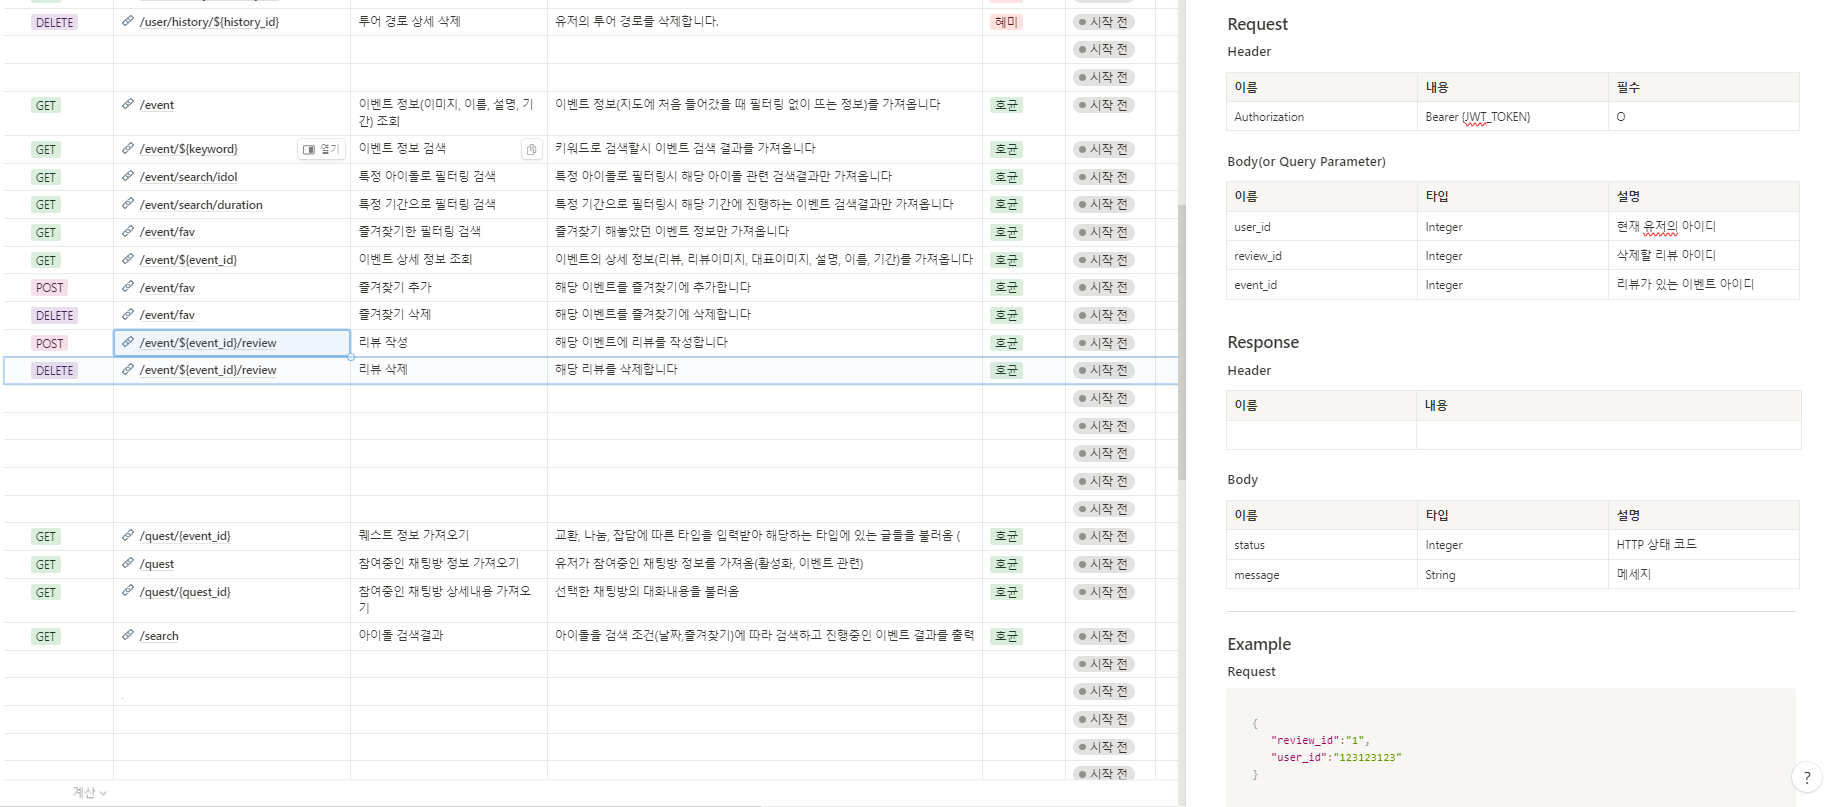 DELETE /user/history/${history_id} 투어 경로 상세 삭제 유저의 투어 경로를 삭제합니다. 혜미 시작 전
시작 전
시작 전
GET /event 이벤트 정보(이미지, 이름, 설명, 기 이벤트 정보(지도에 처음 들어갔을 때 필터링 없이 뜨는 정보)를 가져옵니다 호균 시작 전
간) 조회
GET /event/${keyword} 열기 이벤트 정보 검색 키워드로 검색할시 이벤트 검색 결과를 가져옵니다 호균 시작 전
GET /event/search/idol 특정 아이돌로 필터링 검색 특정 아이돌로 필터링시 해당 아이돌 관련 검색결과만 가져옵니다 호균 시작 전
GET /event/search/duration 특정 기간으로 필터링 검색 특정 기간으로 필터링시 해당 기간에 진행하는 이벤트 검색결과만 가져옵니다 호균 시작 전
GET /event/fav 즐겨찾기한 필터링 검색 즐겨찾기 해놓았던 이벤트 정보만 가져옵니다 호균 시작 전
GET /event/${event_id} 이벤트 상세 정보 조회 이벤트의 상세 정보(리뷰, 리뷰이미지, 대표이미지, 설명, 이름, 기간)를 가져옵니다 호균 시작 전
POST /event/fav 즐겨찾기 추가 해당 이벤트를 즐겨찾기에 추가합니다 호균 시작 전
DELETE /event/fav 즐겨찾기 삭제 해당 이벤트를 즐겨찾기에 삭제합니다 호균 시작 전
POST /event/${event_id}/review 리뷰 작성 해당 이벤트에 리뷰를 작성합니다 호균 시작 전
DELETE /event/${event_id}/review 리뷰 삭제 해당 리뷰를 삭제합니다 호균 시작 전
시작 전
시작 전
시작 전
시작 전
시작 전
GET /quest/{event_id} 퀘스트 정보 가져오기 교환, 나눔, 잡담에 따른 타입을 입력받아 해당하는 타입에 있는 글들을 불러옴 ( 호균 시작 전
GET /quest 참여중인 채팅방 정보 가져오기 유저가 참여중인 채팅방 정보를 가져옴(활성화, 이벤트 관련) 호균 시작 전
GET /quest/{quest_id} 참여중인 채팅방 상세내용 가져오 선택한 채팅방의 대화내용을 불러옴 호균 시작 전
기
GET /search 아이돌 검색결과 아이돌을 검색 조건(날짜,즐겨찾기)에 따라 검색하고 진행중인 이벤트 결과를 출력 호균 시작 전
시작 전
시작 전
시작 전
시작 전
시작 전
계산
Request
Header
이름 내용 필수
Authorization Bearer {JWT_TOKEN} O
Body(or Query Parameter)
이름 타입 설명
user_id Integer 현재 유저의 아이디
review_id Integer 삭제할 리뷰 아이디
event_id Integer 리뷰가 있는 이벤트 아이디
Response
Header
이름 내용
Body
이름 타입 설명
status Integer HTTP 상태 코드
message String 메세지
Example
Request
{
"review_id":"1",
"user_id":"123123123"
}
?